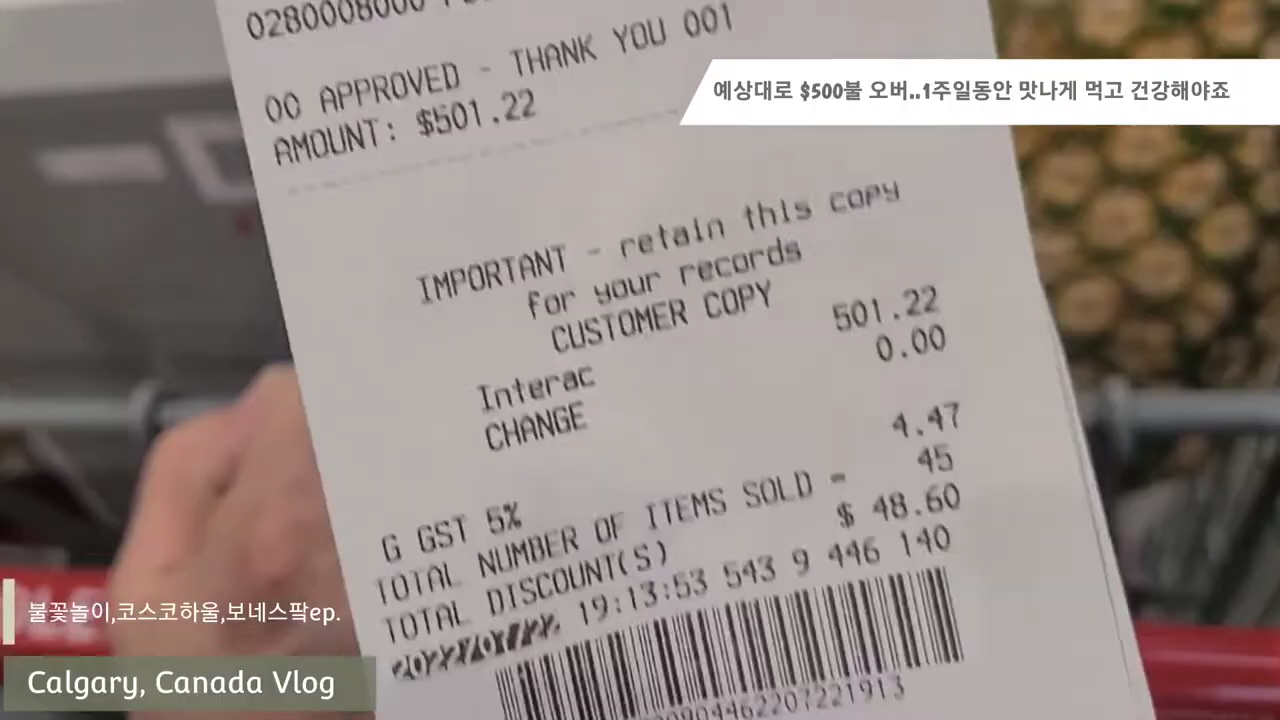 0280008000
00 APPROVED - THANK YOU 001
AMOUNT: $501.22
예상대로 $500불 오버..1주일동안 맛나게 먹고 건강해야죠
IMPORTANT - retain this copy
for your records
CUSTOMER COPY
Interac 501.22
CHANGE 0.00
G GST 5% 4.47
TOTAL NUMBER OF ITEMS SOLD = 45
TOTAL DISCOUNT(S) $ 48.60
19:13:53 543 9 446 140
불꽃놀이,코스코하울,보네스팍ep.
Calgary, Canada Vlog